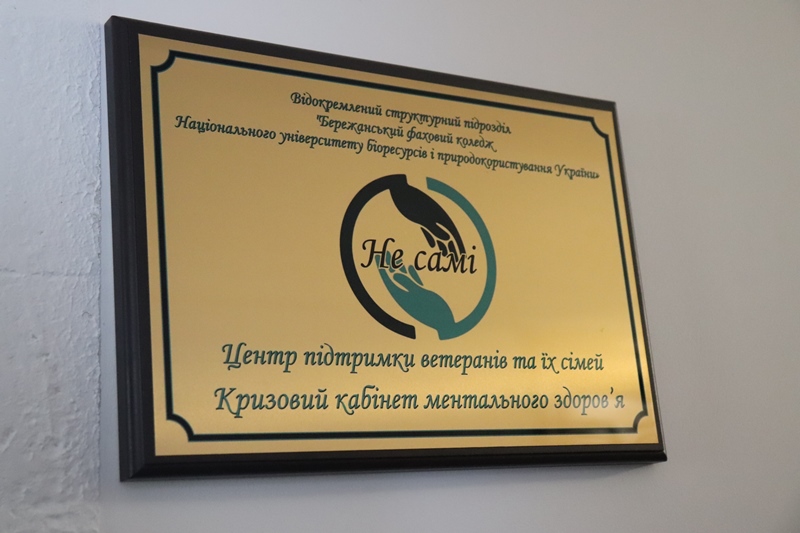 Відокремлений структурний підрозділ
"Бережанський фаховий коледж
Національного університету біоресурсів і природокористування України»
Не самі
Центр підтримки ветеранів та їх сімей
Кризовий кабінет ментального здоров'я